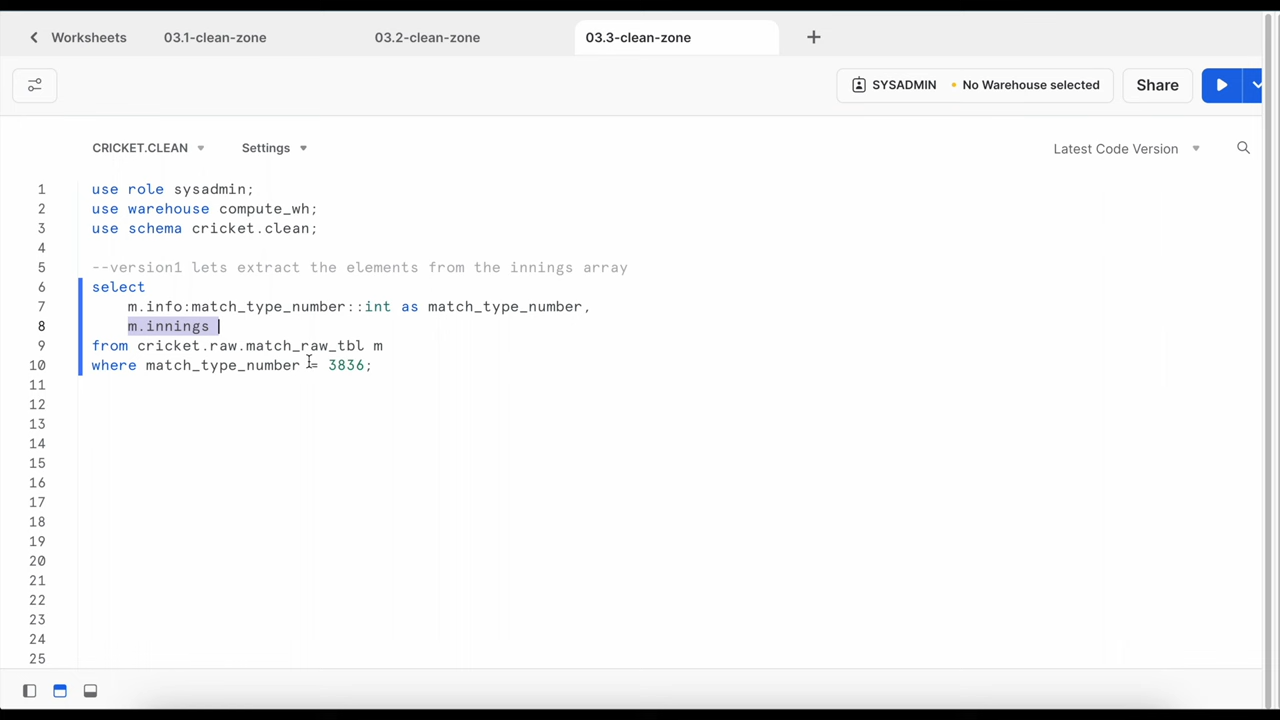 Worksheets 03.1-clean-zone 03.2-clean-zone 03.3-clean-zone +
SYSADMIN • No Warehouse selected Share
CRICKET.CLEAN Settings Latest Code Version
1 use role sysadmin;
2 use warehouse compute_wh;
3 use schema cricket.clean;
4
5 --version1 lets extract the elements from the innings array
6 select
7 m.info:match_type_number::int as match_type_number,
8 m.innings
9 from cricket.raw.match_raw_tbl m
10 where match_type_number = 3836;
11
12
13
14
15
16
17
18
19
20
21
22
23
24
25